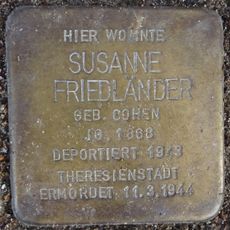 HIER WOHNTE
SUSANNE
FRIEDLÄNDER
GEB. COHEN
JG. 1868
DEPORTIERT 1943
THERESIENSTADT
ERMORDET 11.3.1944